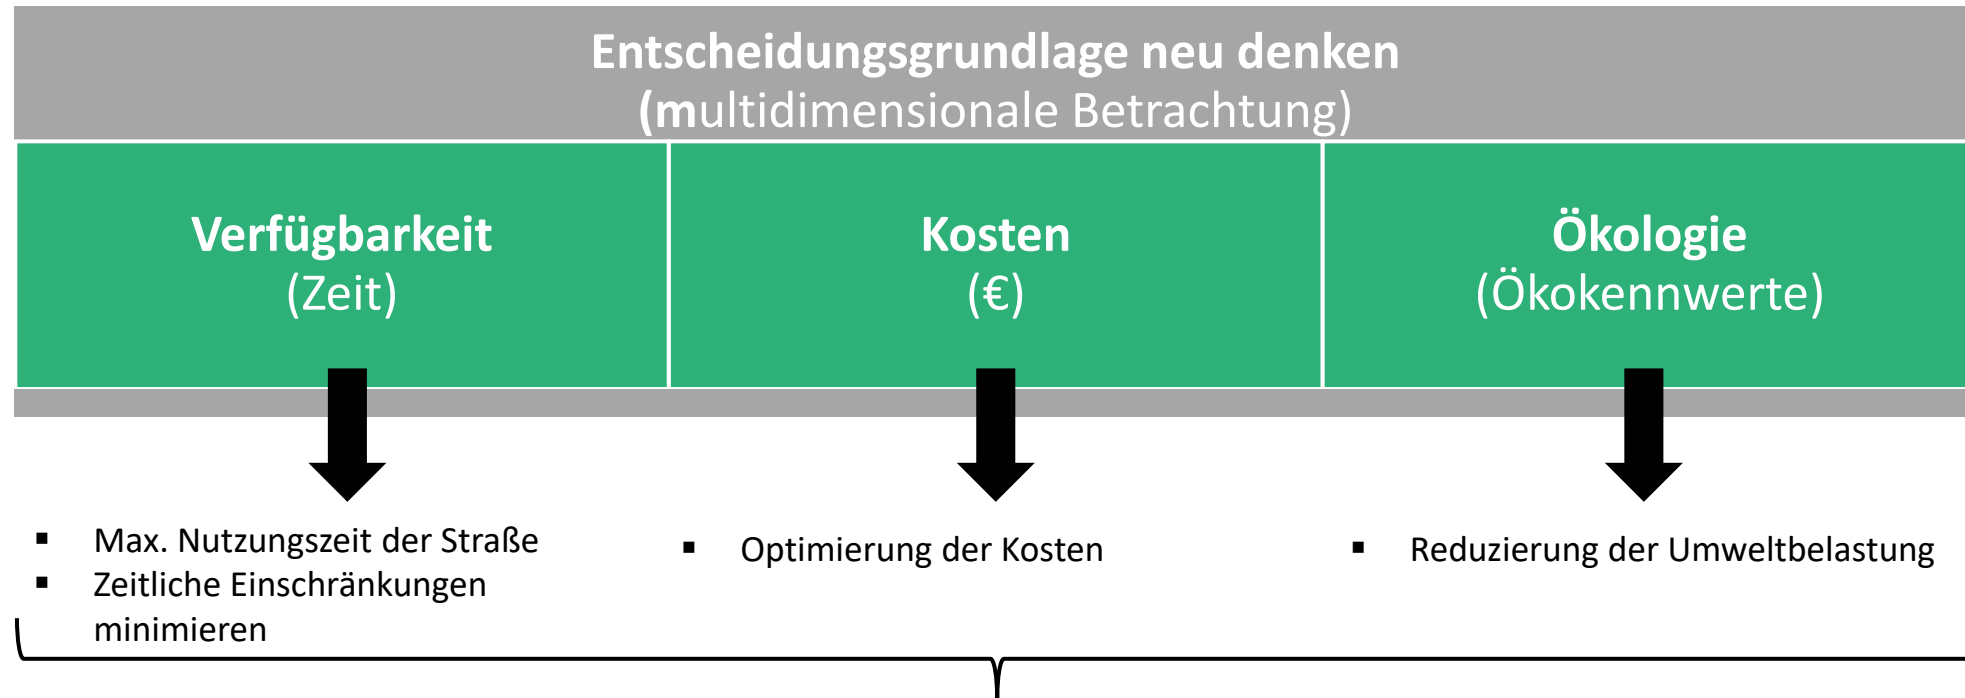 Entscheidungsgrundlage neu denken
(multidimensionale Betrachtung)
Verfügbarkeit
(Zeit)
Kosten
(€)
Ökologie
(Ökokennwerte)
▪ Max. Nutzungszeit der Straße
▪ Zeitliche Einschränkungen
minimieren
▪ Optimierung der Kosten
▪ Reduzierung der Umweltbelastung